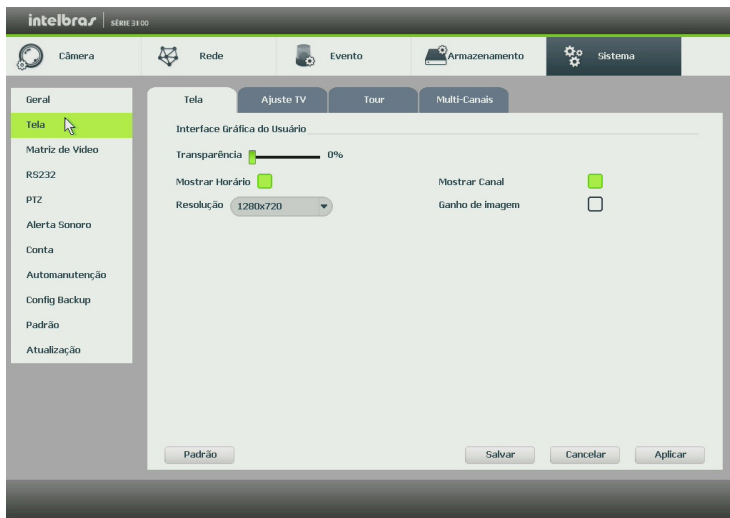 intelbras SÉRIE 3100
Câmera Rede Evento Armazenamento Sistema
Geral
Tela
Matriz de Vídeo
RS232
PTZ
Alerta Sonoro
Conta
Automanutenção
Config Backup
Padrão
Atualização
Tela Ajuste TV Tour Multi-Canais
Interface Gráfica do Usuário
Transparência 0%
Mostrar Horário Mostrar Canal
Resolução 1280x720 Ganho de imagem
Padrão Salvar Cancelar Aplicar